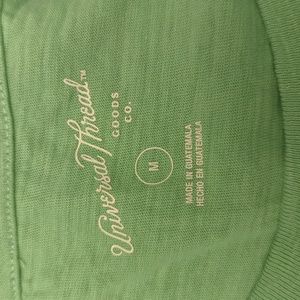 Universal Thread™
GOODS
CO.
M
MADE IN GUATEMALA
HECHO EN GUATEMALA